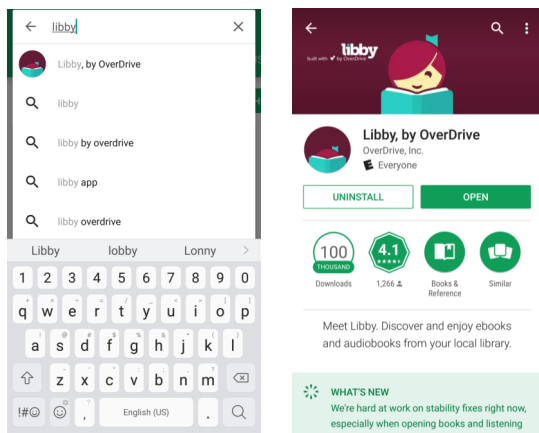 libby
Libby, by OverDrive
libby
libby by overdrive
libby app
libby overdrive
Libby lobby Lonny
1 2 3 4 5 6 7 8 9 0
q w e r t y u i o p
a s d f g h j k l
z x c v b n m
!#☺ , English (US) .
libby
built with by OverDrive
Libby, by OverDrive
OverDrive, Inc.
E Everyone
UNINSTALL OPEN
100 4.1
THOUSAND
Downloads 1,266 Books & Similar
Reference
Meet Libby. Discover and enjoy ebooks
and audiobooks from your local library.
WHAT'S NEW
We're hard at work on stability fixes right now,
especially when opening books and listening